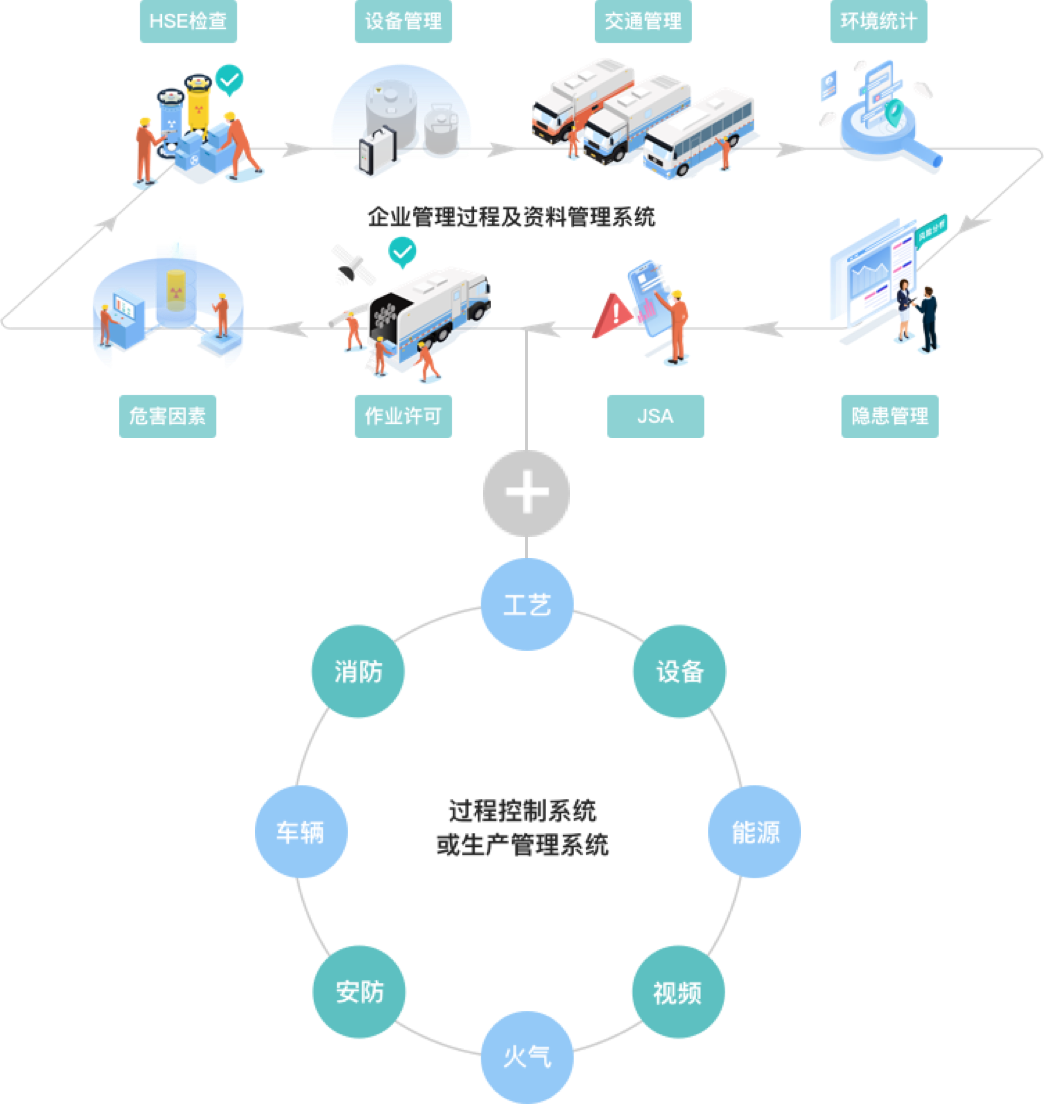 HSE检查
设备管理
交通管理
环境统计
企业管理过程及资料管理系统
危害因素
作业许可
JSA
隐患管理
工艺
消防
设备
过程控制系统
或生产管理系统
车辆
能源
安防
视频
火气